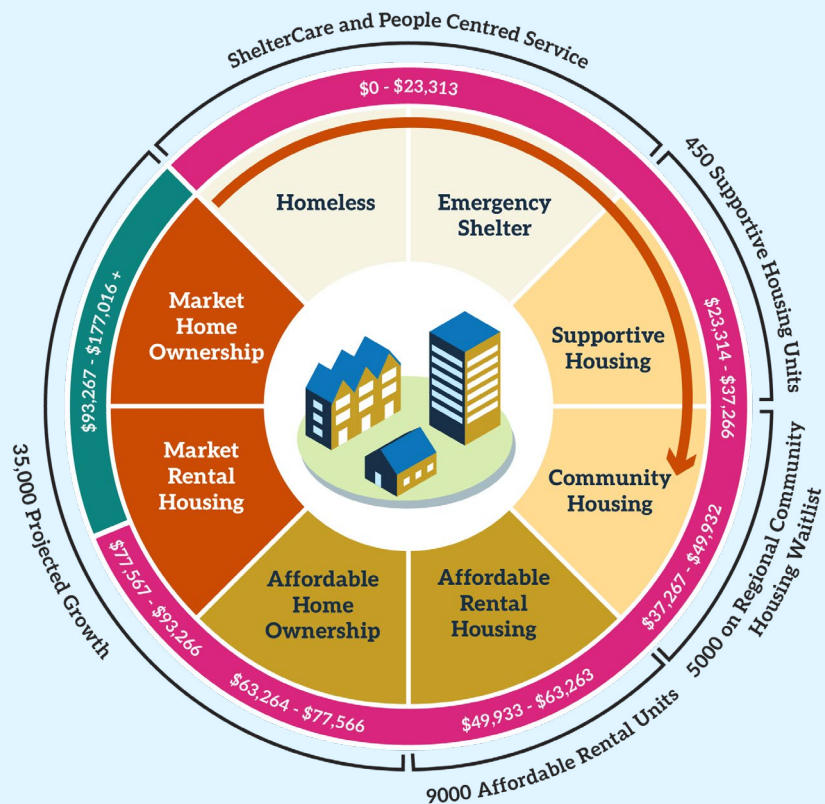 ShelterCare and People Centred Service
$0 - $23,313
450 Supportive Housing Units
$23,314 - $37,266
5000 on Regional Community
Housing Waitlist
$37,267 - $49,932
9000 Affordable Rental Units
$49,933 - $63,263
$63,264 - $77,566
35,000 Projected Growth
$77,567 - $93,266
$93,267 - $177,016 +
Homeless
Emergency
Shelter
Supportive
Housing
Community
Housing
Affordable
Rental
Housing
Affordable
Home
Ownership
Market
Rental
Housing
Market
Home
Ownership